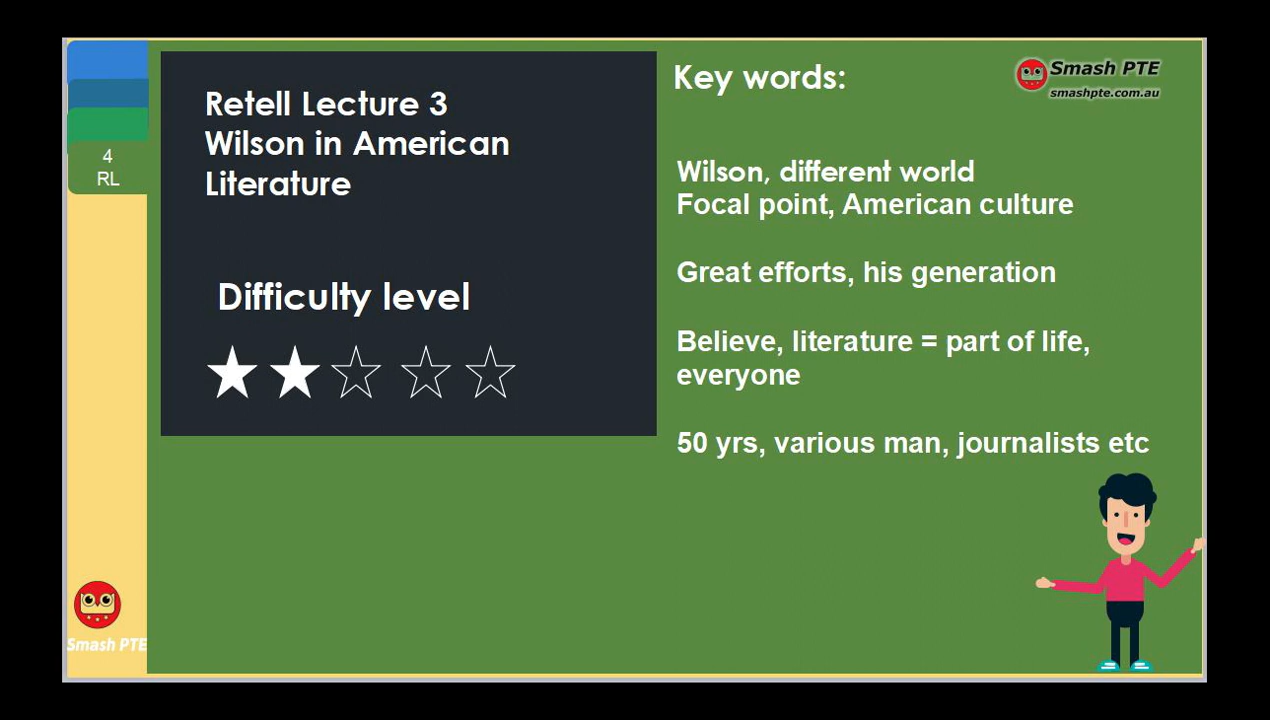 4
RL
Retell Lecture 3
Wilson in American
Literature
Difficulty level
Key words:
Smash PTE
smashpte.com.au
Wilson, different world
Focal point, American culture
Great efforts, his generation
Believe, literature = part of life,
everyone
50 yrs, various man, journalists etc
Smash PTE